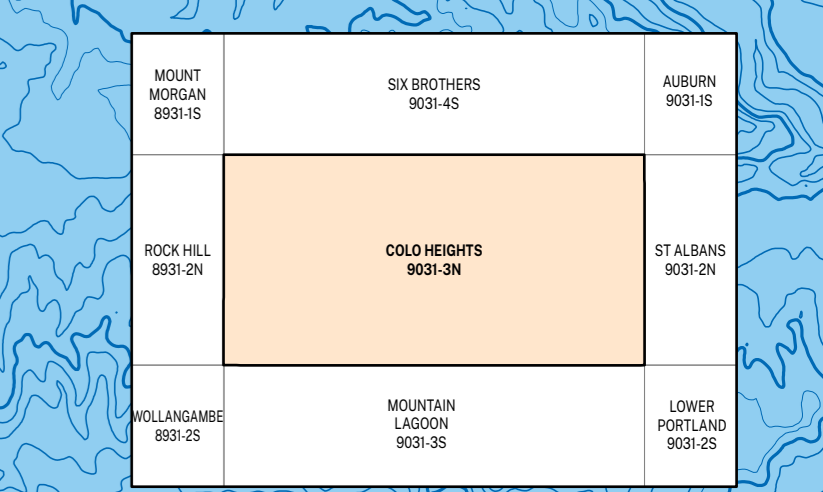 MOUNT
MORGAN
8931-1S
SIX BROTHERS
9031-4S
AUBURN
9031-1S
ROCK HILL
8931-2N
COLO HEIGHTS
9031-3N
ST ALBANS
9031-2N
WOLLANGAMBE
8931-2S
MOUNTAIN
LAGOON
9031-3S
LOWER
PORTLAND
9031-2S